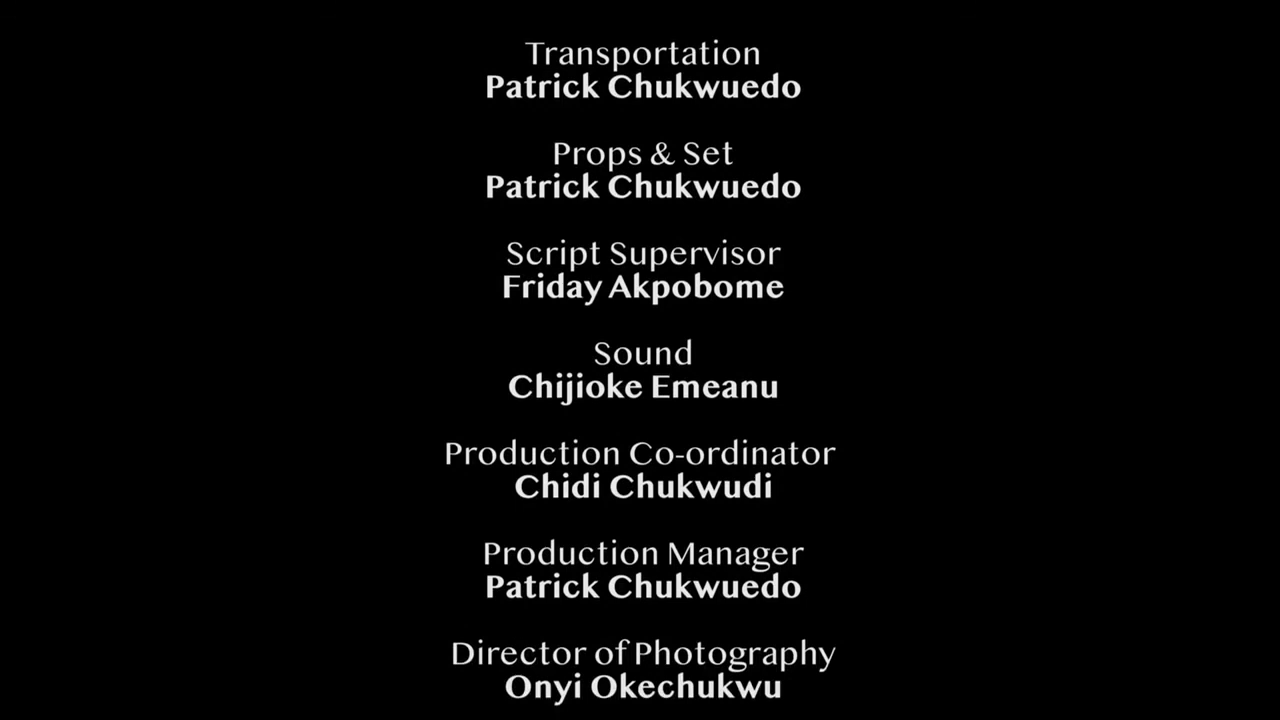 Transportation
Patrick Chukwuedo
Props & Set
Patrick Chukwuedo
Script Supervisor
Friday Akpobome
Sound
Chijioke Emeanu
Production Co-ordinator
Chidi Chukwudi
Production Manager
Patrick Chukwuedo
Director of Photography
Onyi Okechukwu